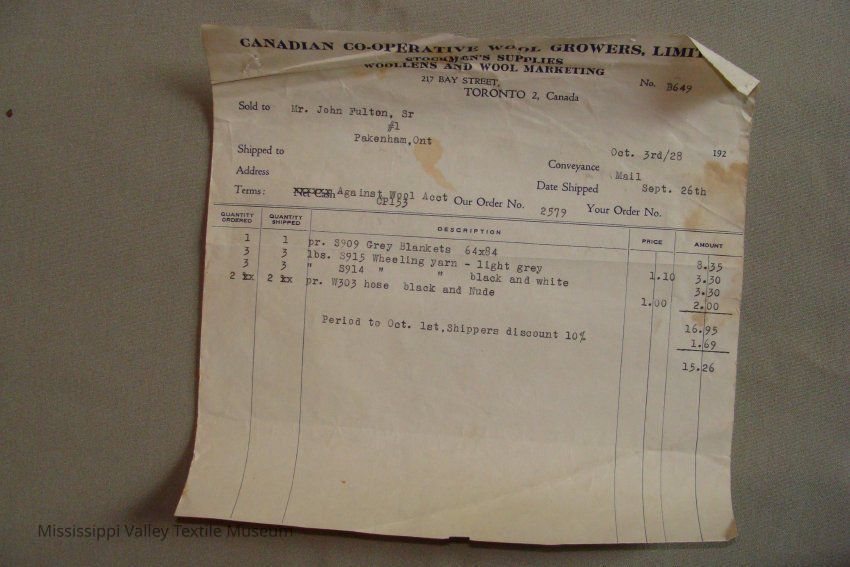 CANADIAN CO-OPERATIVE WOOL GROWERS, LIMIT
STOCKMEN'S SUPPLIES
WOOLLENS AND WOOL MARKETING
217 BAY STREET,
TORONTO 2, Canada
No. B649
Sold to Mr. John Fulton, Sr
#1
Pakenham,Ont
Oct. 3rd/28 192
Shipped to
Conveyance Mail
Address
Date Shipped Sept. 26th
Terms: Net Cash Against Wool Acct Our Order No. 2579 Your Order No.
CP153
QUANTITY ORDERED QUANTITY SHIPPED DESCRIPTION PRICE AMOUNT
1 1 pr. S909 Grey Blankets 64x84 8.35
3 3 lbs. S915 Wheeling yarn - light grey 1.10 3.30
3 3 " S914 " " black and white 3.30
2 xx 2 xx pr. W303 hose black and Nude 1.00 2.00
16.95
Period to Oct. 1st,Shippers discount 10% 1.69
15.26
Mississippi Valley Textile Museum